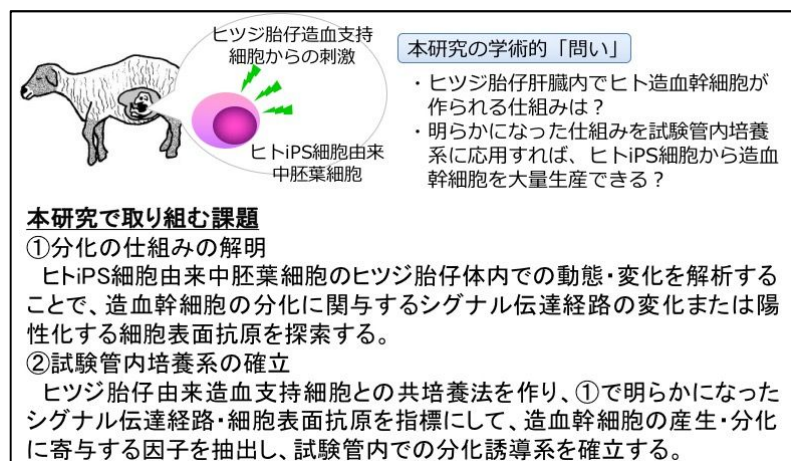 ヒツジ胎仔造血支持
細胞からの刺激
ヒトiPS細胞由来
中胚葉細胞
本研究の学術的「問い」
・ヒツジ胎仔肝臓内でヒト造血幹細胞が
作られる仕組みは？
・明らかになった仕組みを試験管内培養
系に応用すれば、ヒトiPS細胞から造血
幹細胞を大量生産できる？
本研究で取り組む課題
①分化の仕組みの解明
ヒトiPS細胞由来中胚葉細胞のヒツジ胎仔体内での動態・変化を解析する
ことで、造血幹細胞の分化に関与するシグナル伝達経路の変化または陽
性化する細胞表面抗原を探索する。
②試験管内培養系の確立
ヒツジ胎仔由来造血支持細胞との共培養法を作り、①で明らかになった
シグナル伝達経路・細胞表面抗原を指標にして、造血幹細胞の産生・分化
に寄与する因子を抽出し、試験管内での分化誘導系を確立する。